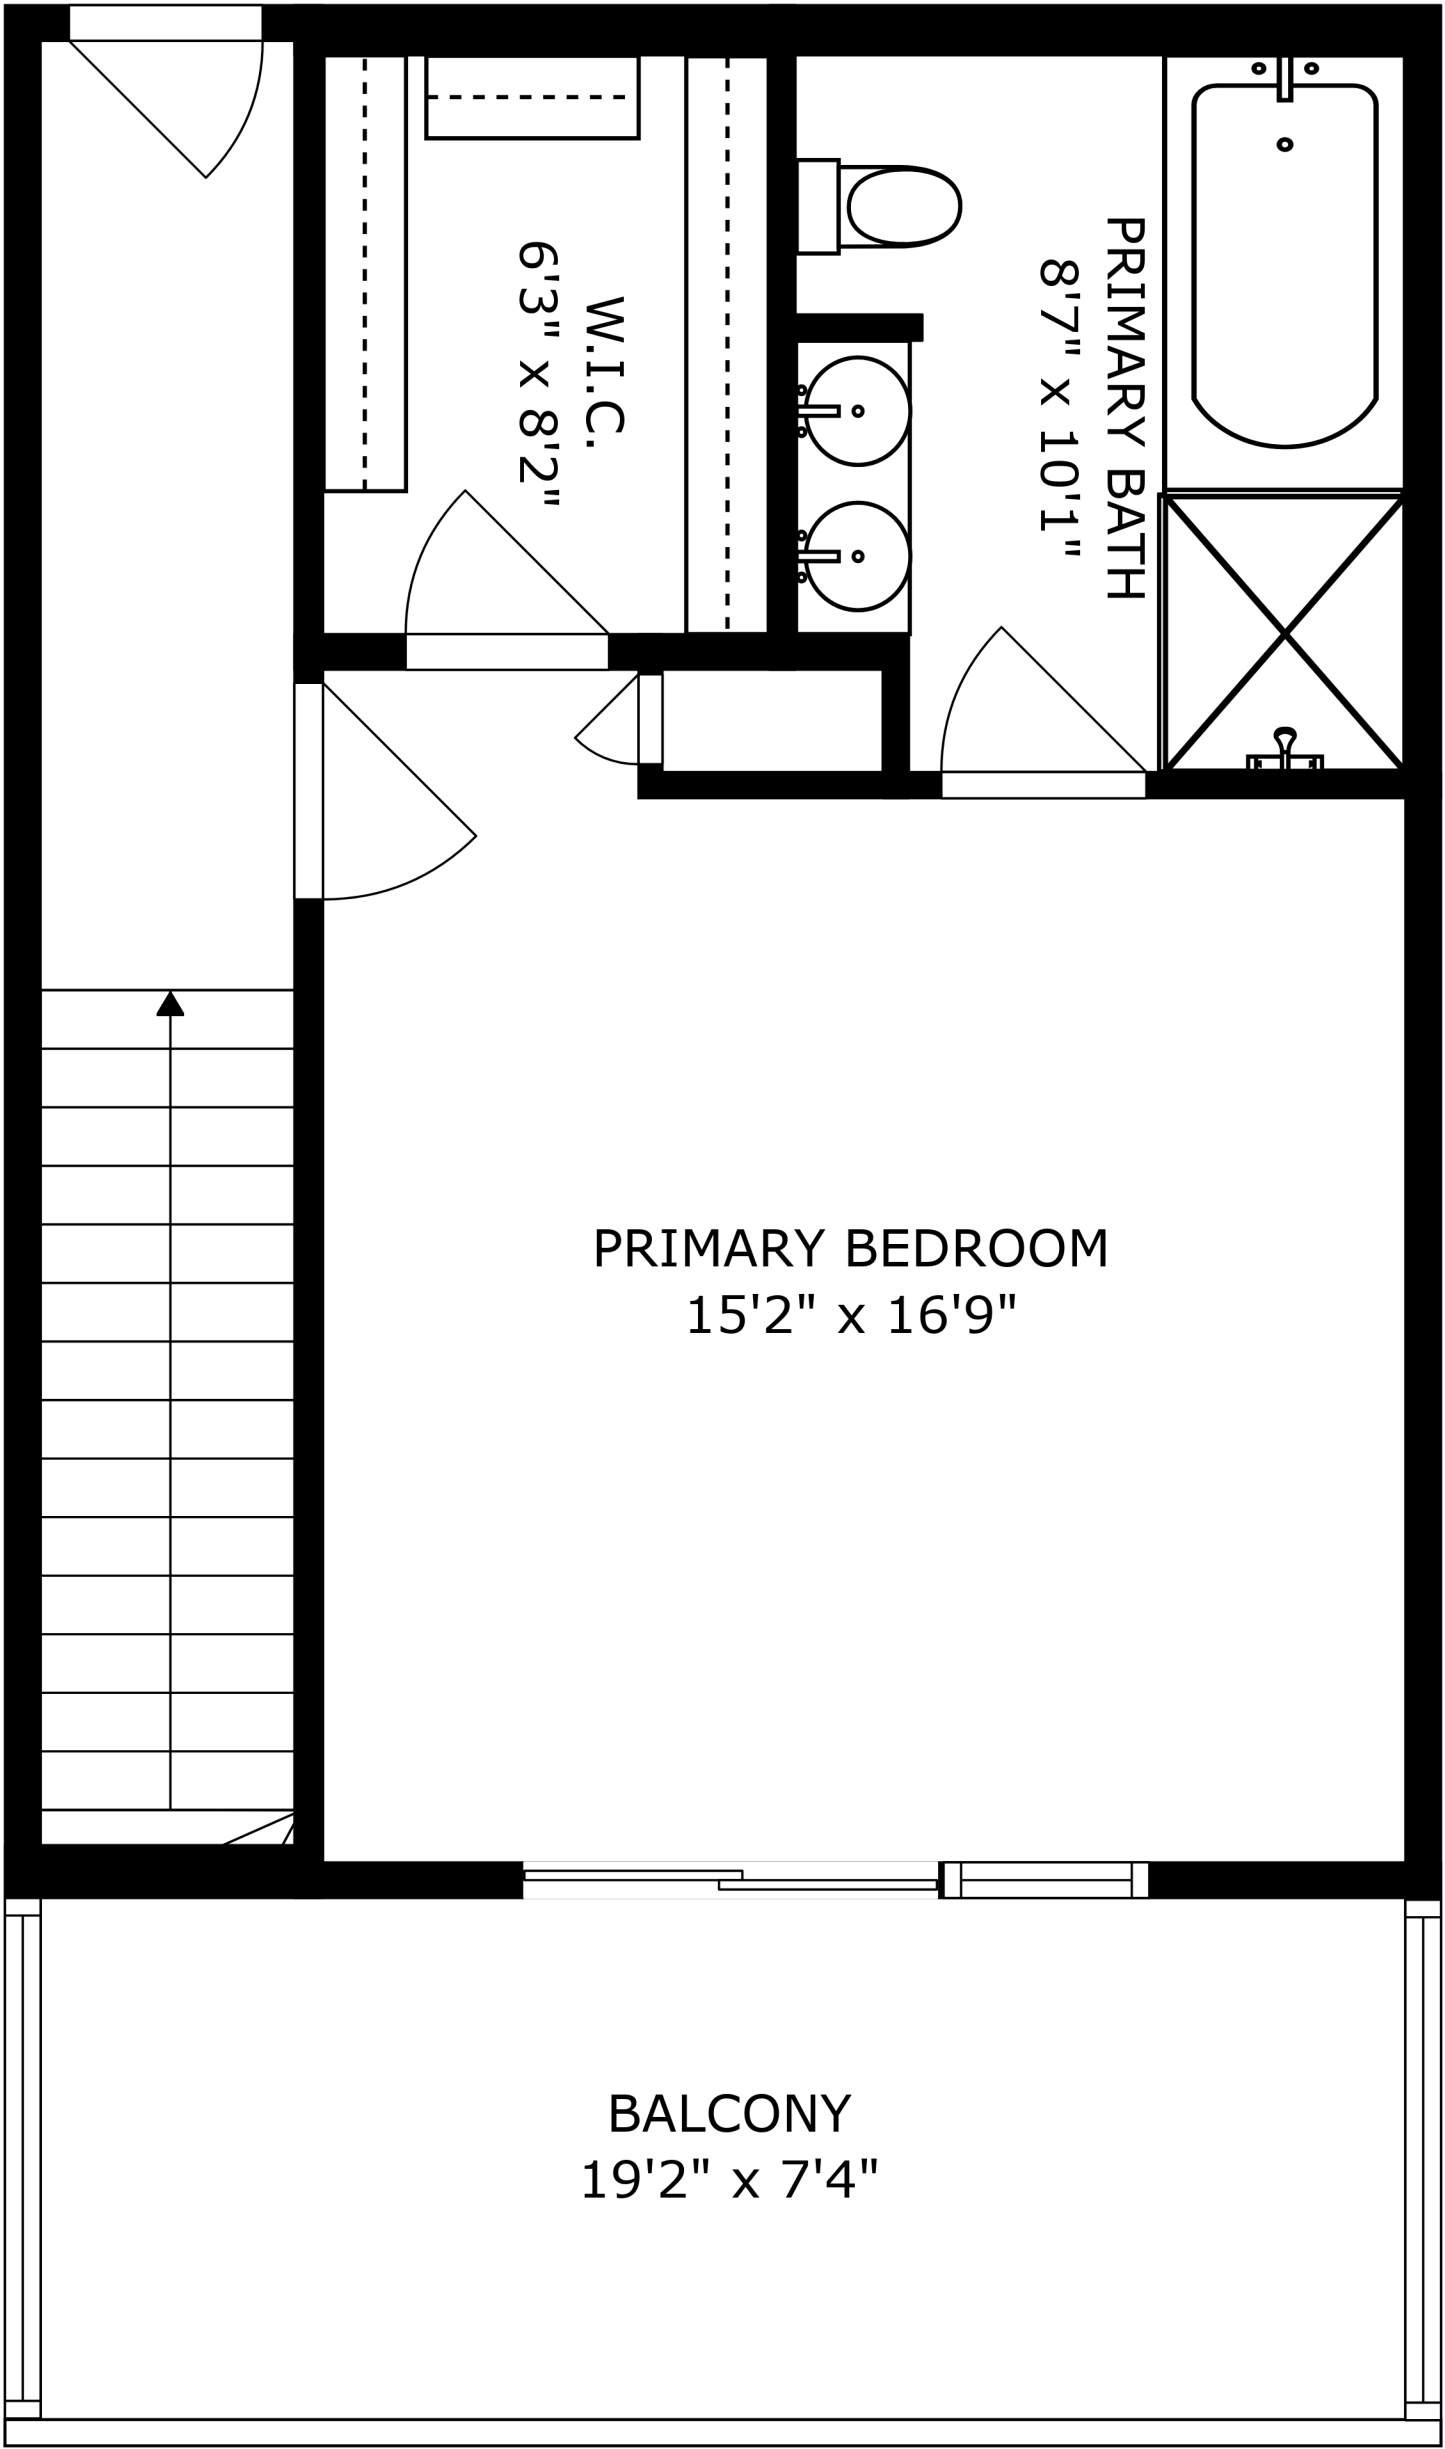 W.I.C.
6'3" x 8'2"
PRIMARY BATH
8'7" x 10'1"
PRIMARY BEDROOM
15'2" x 16'9"
BALCONY
19'2" x 7'4"